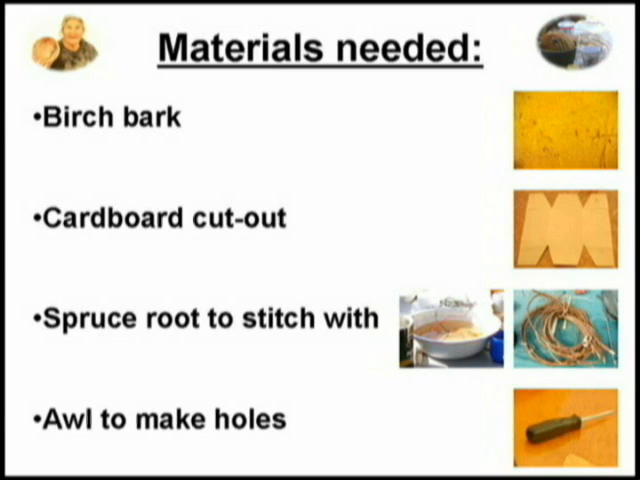 Materials needed:
•Birch bark
•Cardboard cut-out
•Spruce root to stitch with
•Awl to make holes